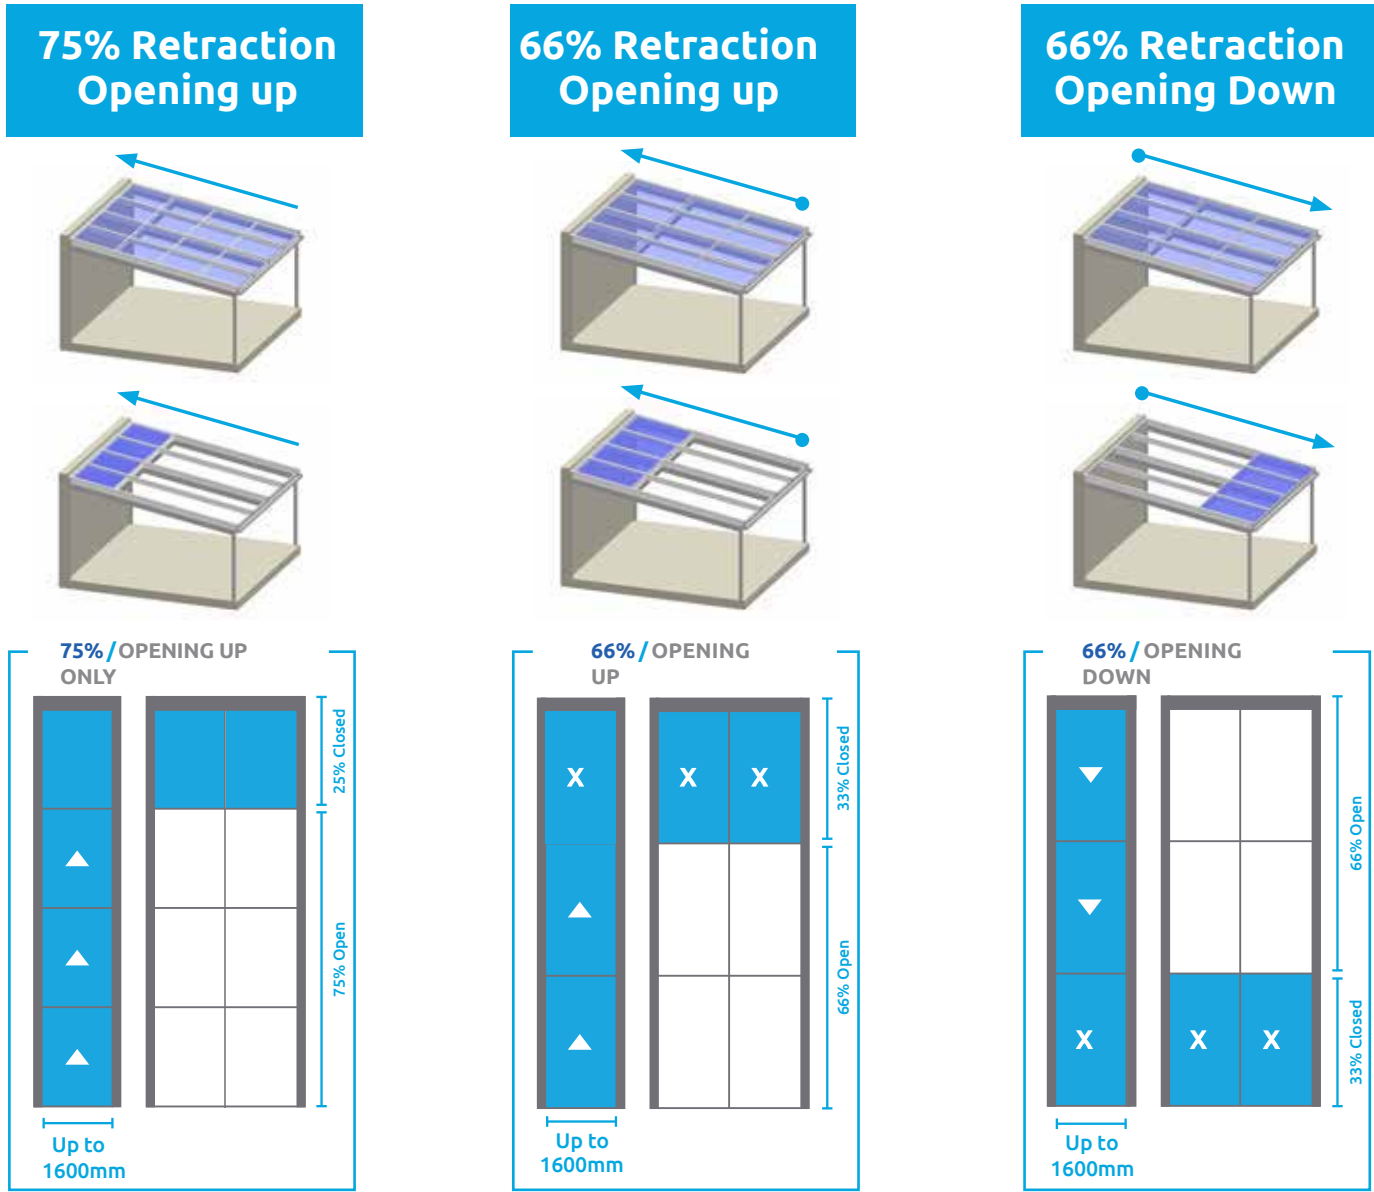 75% Retraction
Opening up
66% Retraction
Opening up
66% Retraction
Opening Down
75% / OPENING UP
ONLY
25% Closed
75% Open
Up to
1600mm
66% / OPENING
UP
X
X
X
33% Closed
66% Open
Up to
1600mm
66% / OPENING
DOWN
66% Open
X
X
X
33% Closed
Up to
1600mm